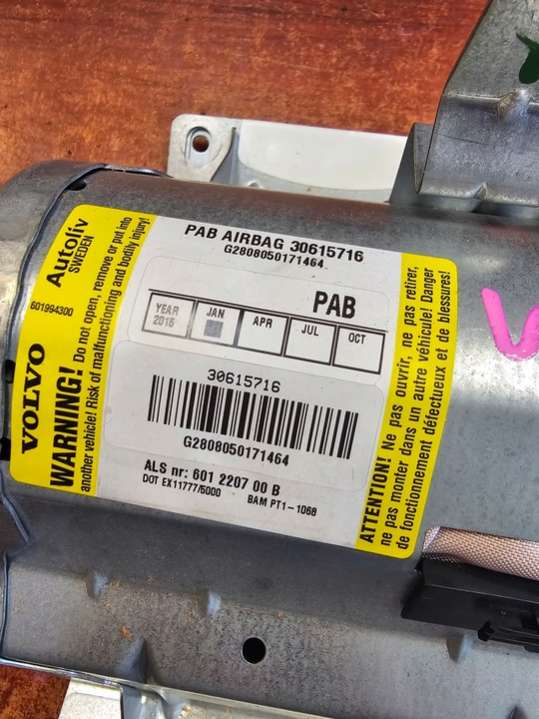 Autoliv
SWEDEN
601994300
VOLVO
WARNING! Do not open, remove or put into
another vehicle! Risk of malfunctioning and bodily injury!
PAB AIRBAG 30615716
G2808050171464
PAB
YEAR
2016
JAN
APR
JUL
OCT
30615716
G2808050171464
ALS nr: 601 2207 00 B
DOT EX11777/5000 BAM PT1-1068
ATTENTION! Ne pas ouvrir, ne pas retirer,
ne pas monter dans un autre véhicule! Danger
de fonctionnement défectueux et de blessures!